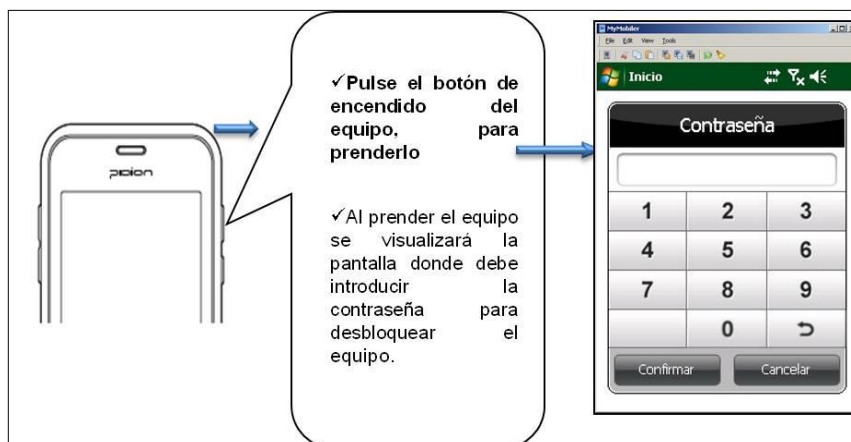 pidion
✓Pulse el botón de
encendido del
equipo, para
prenderlo
✓Al prender el equipo
se visualizará la
pantalla donde debe
introducir la
contraseña para
desbloquear el
equipo.
MyMobiler
File Edit View Tools
Inicio
Contraseña
1 2 3
4 5 6
7 8 9
0
Confirmar Cancelar